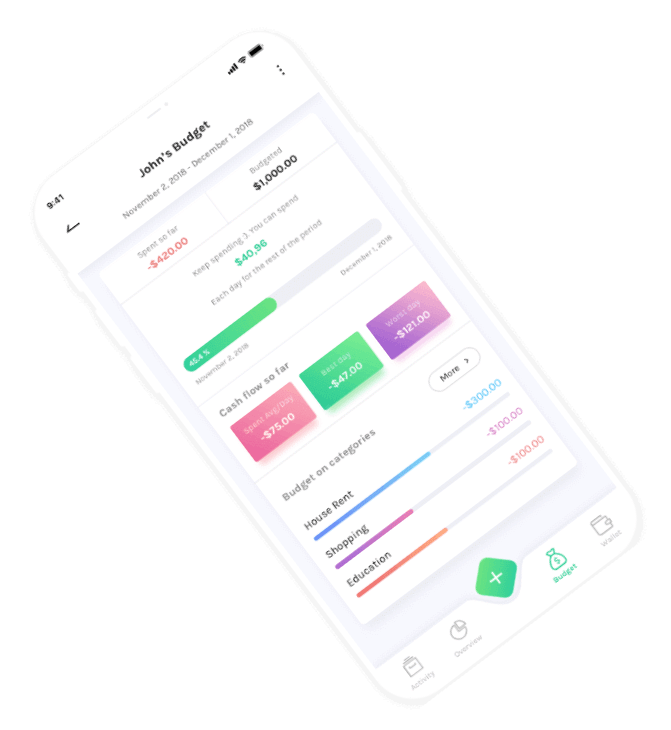 9:41
John's Budget
November 2, 2018 - December 1, 2018
Spent so far
-$420.00
Budgeted
$1,000.00
Keep spending :). You can spend
$40,96
Each day for the rest of the period
45.4 %
November 2, 2018
December 1, 2018
Cash flow so far
Spent avg/day
-$75.00
Best day
-$47.00
Worst day
-$121.00
Budget on categories
More
House Rent
-$300.00
Shopping
-$100.00
Education
-$100.00
Activity
Overview
Budget
Wallet